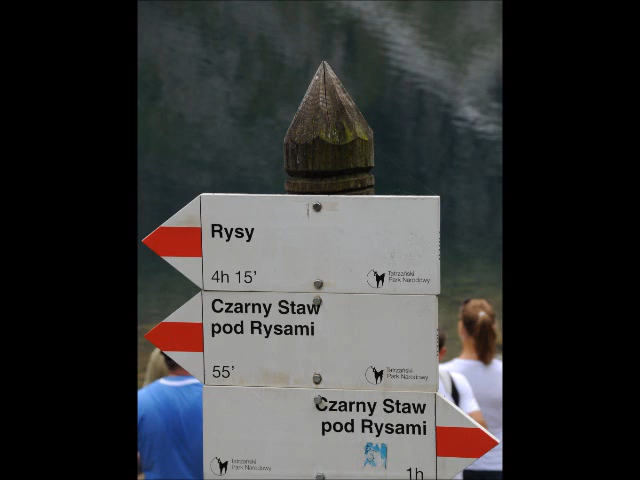 Rysy
4h 15’
Tatrzański
Park Narodowy
Czarny Staw
pod Rysami
55’
Tatrzański
Park Narodowy
Czarny Staw
pod Rysami
Tatrzański
Park Narodowy
1h